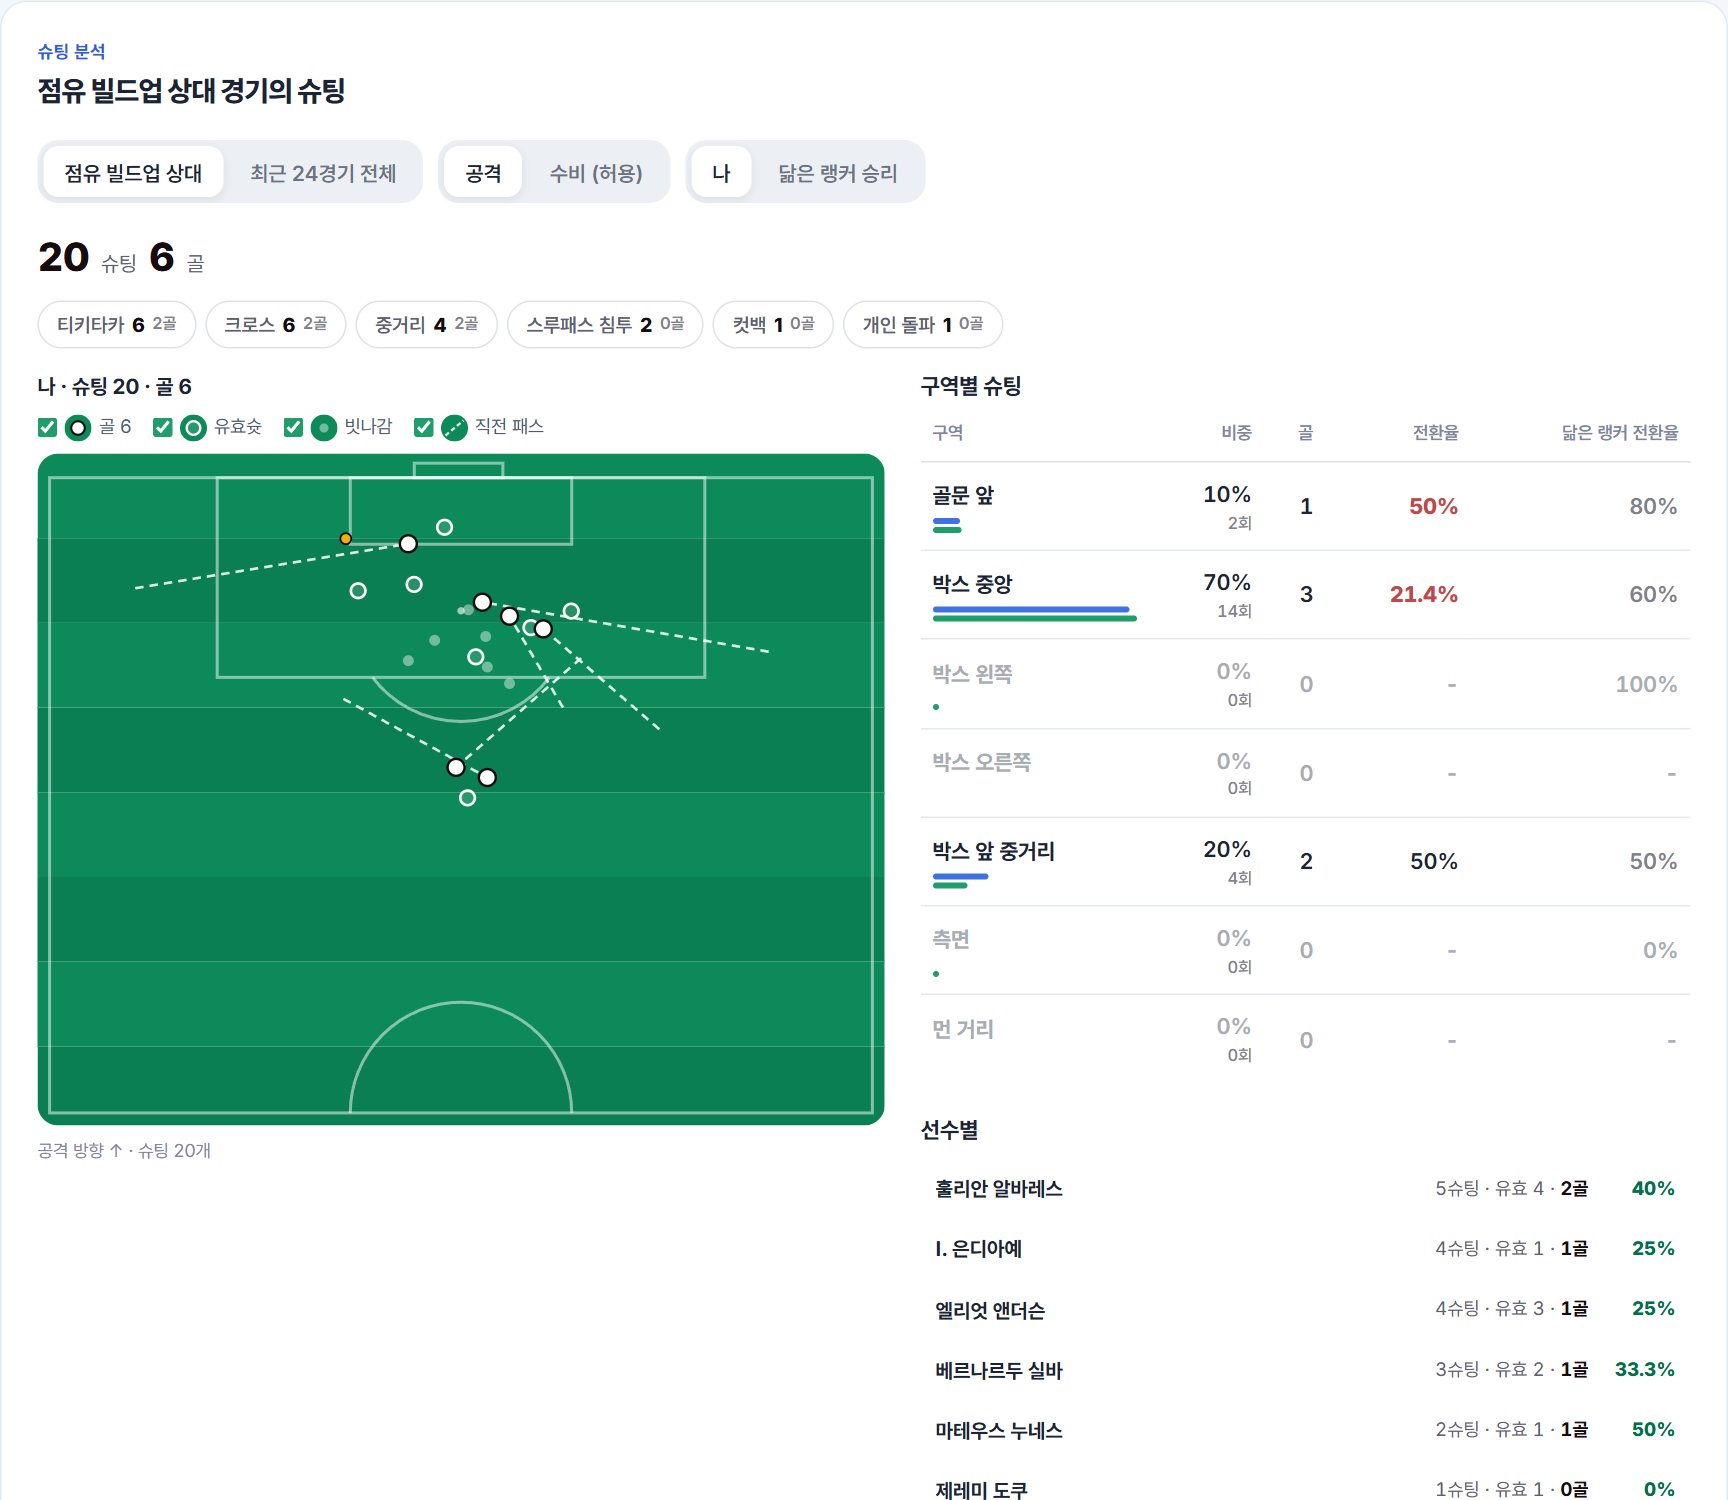 슈팅 분석
점유 빌드업 상대 경기의 슈팅
점유 빌드업 상대 최근 24경기 전체 공격 수비 (허용) 나 닮은 랭커 승리
20 슈팅 6 골
티키타카 6 2골 크로스 6 2골 중거리 4 2골 스루패스 침투 2 0골 컷백 1 0골 개인 돌파 1 0골
나 · 슈팅 20 · 골 6
골 6 유효슛 빗나감 직전 패스
공격 방향 ↑ · 슈팅 20개
구역별 슈팅
구역 비중 골 전환율 닮은 랭커 전환율
골문 앞 10% 2회 1 50% 80%
박스 중앙 70% 14회 3 21.4% 60%
박스 왼쪽 0% 0회 0 - 100%
박스 오른쪽 0% 0회 0 - -
박스 앞 중거리 20% 4회 2 50% 50%
측면 0% 0회 0 - 0%
먼 거리 0% 0회 0 - -
선수별
훌리안 알바레스 5슈팅 · 유효 4 · 2골 40%
I. 은디아예 4슈팅 · 유효 1 · 1골 25%
엘리엇 앤더슨 4슈팅 · 유효 3 · 1골 25%
베르나르두 실바 3슈팅 · 유효 2 · 1골 33.3%
마테우스 누네스 2슈팅 · 유효 1 · 1골 50%
제레미 도쿠 1슈팅 · 유효 1 · 0골 0%